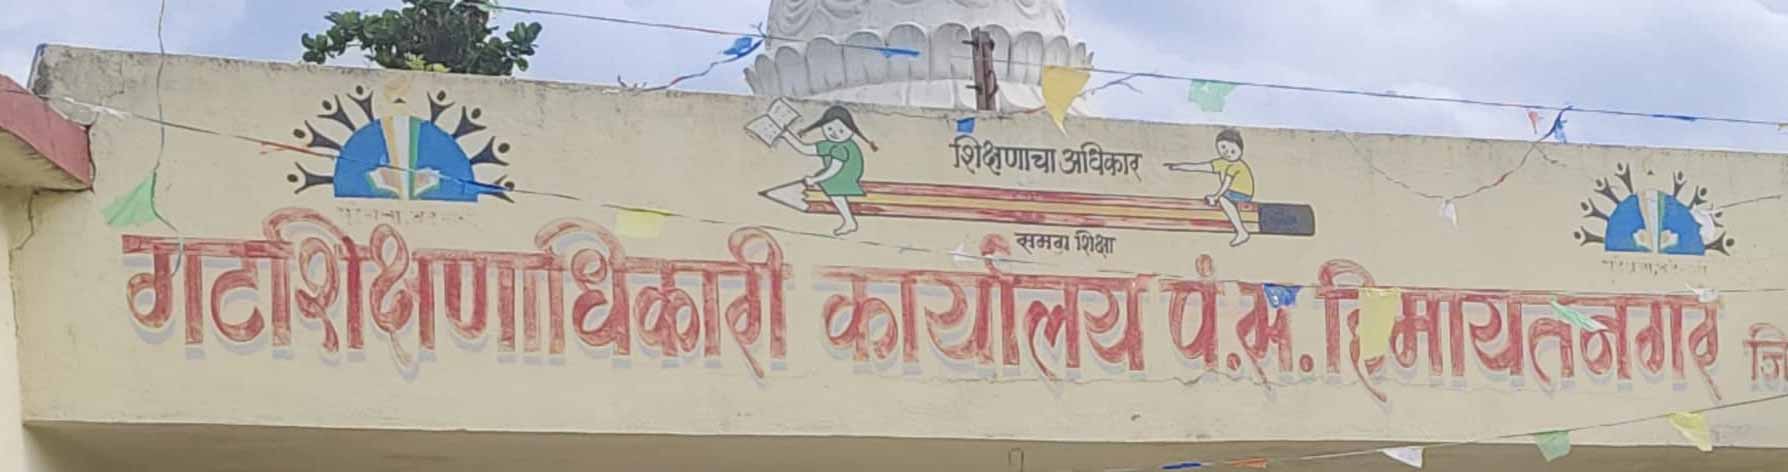 शिक्षणाचा अधिकार
समग्र शिक्षा
गटशिक्षणाधिकारी कार्यालय पं.स. हिमायतनगर जि